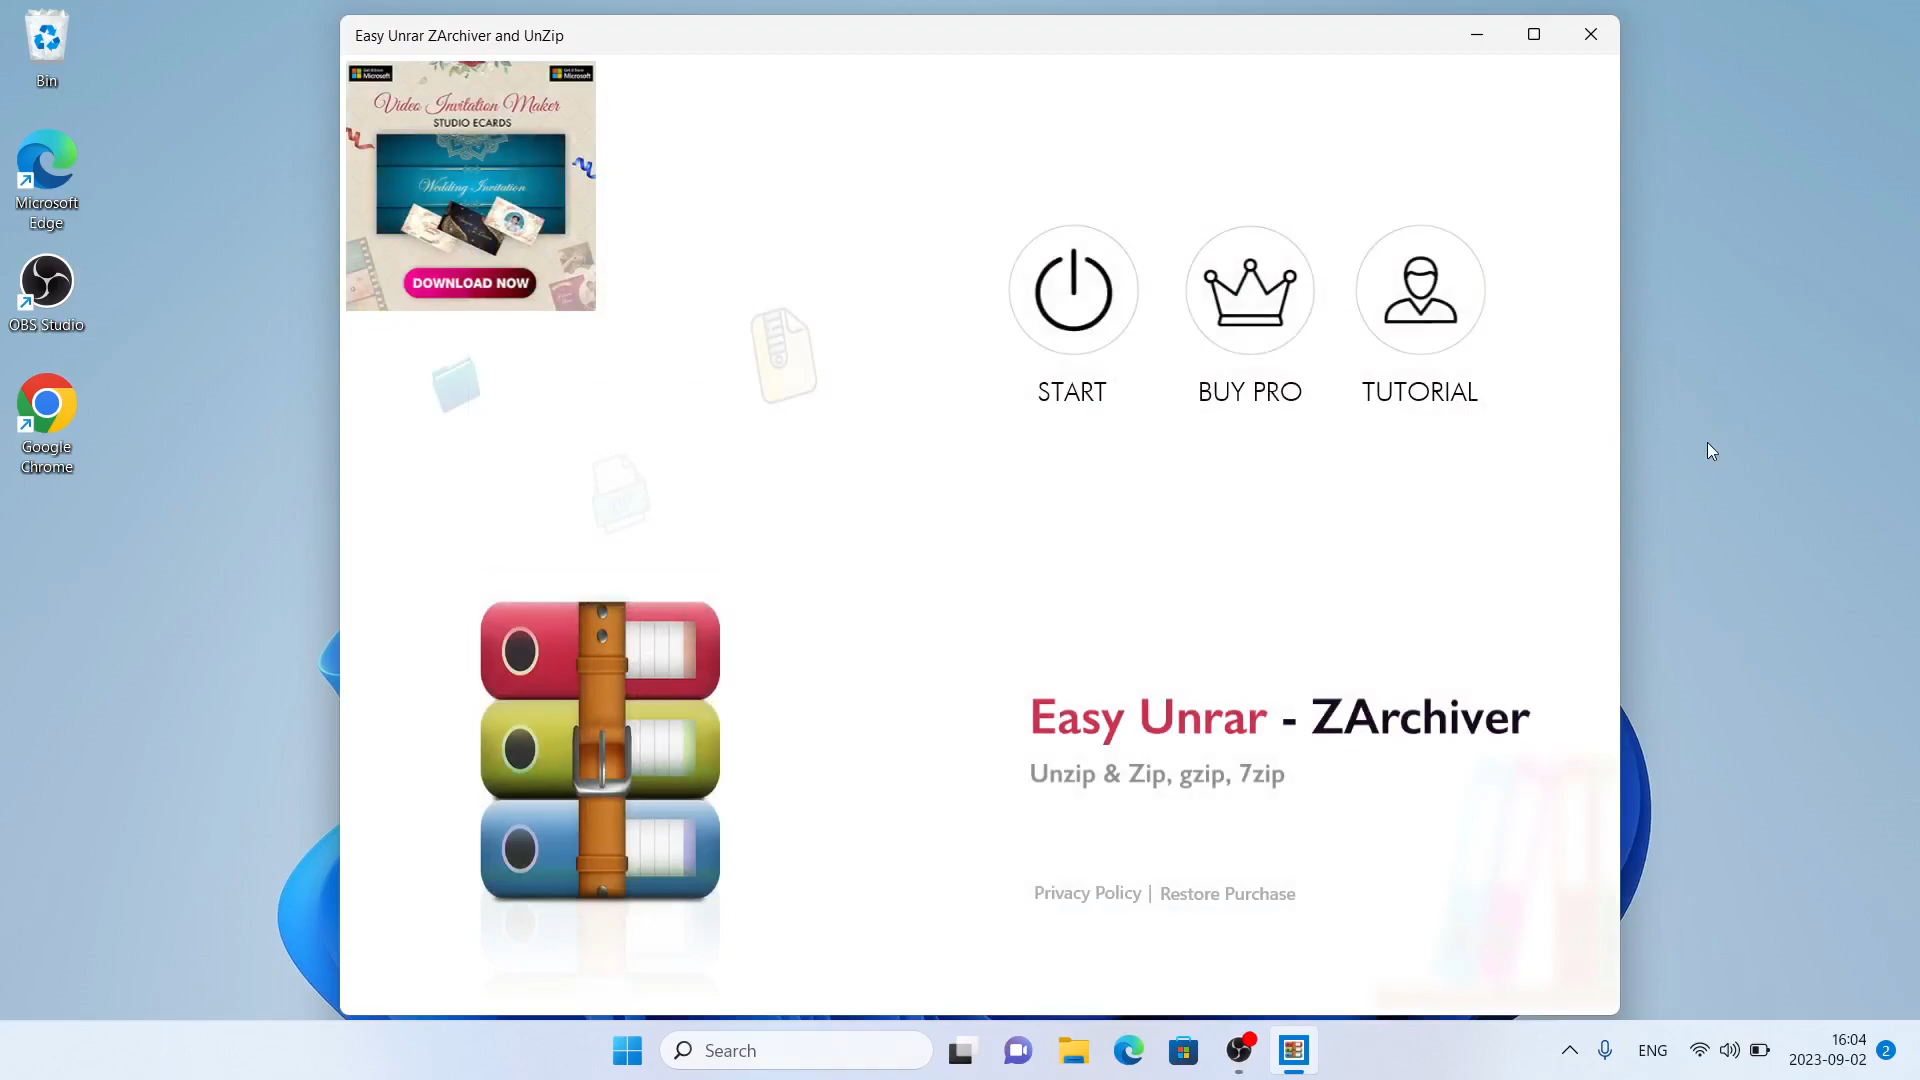 Bin
Microsoft
Edge
OBS Studio
Google
Chrome
Easy Unrar ZArchiver and UnZip
Microsoft
Microsoft
Video Invitation Maker
STUDIO ECARDS
Wedding Invitation
DOWNLOAD NOW
START
BUY PRO
TUTORIAL
Easy Unrar - ZArchiver
Unzip & Zip, gzip, 7zip
Privacy Policy | Restore Purchase
Search
ENG
16:04
2023-09-02
2